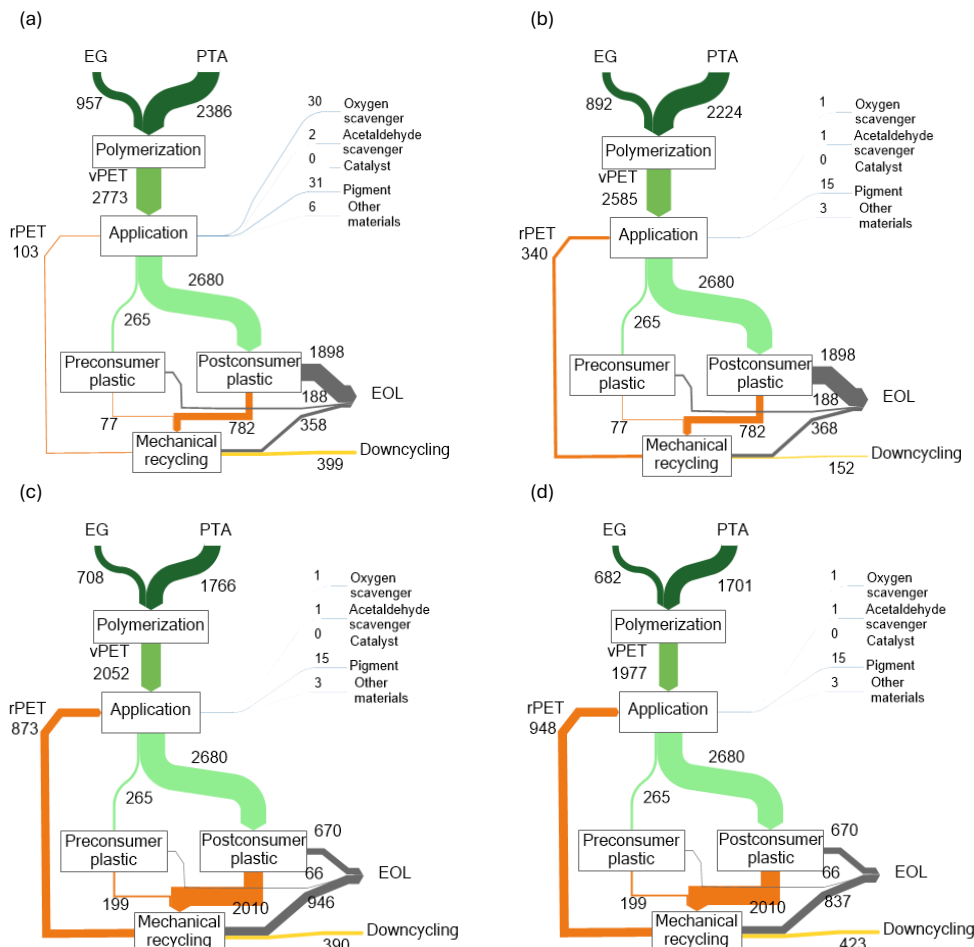 (a)
EG
PTA
957
2386
30
Oxygen
scavenger
2
Acetaldehyde
scavenger
0
Catalyst
31
Pigment
6
Other
materials
Polymerization
vPET
2773
Application
rPET
103
2680
265
Preconsumer
plastic
Postconsumer
plastic
1898
188
EOL
77
782
358
Mechanical
recycling
Downcycling
399
(b)
EG
PTA
892
2224
1
Oxygen
scavenger
1
Acetaldehyde
scavenger
0
Catalyst
15
Pigment
3
Other
materials
Polymerization
vPET
2585
Application
rPET
340
2680
265
Preconsumer
plastic
Postconsumer
plastic
1898
188
EOL
77
782
368
Mechanical
recycling
Downcycling
152
(c)
EG
PTA
708
1766
1
Oxygen
scavenger
1
Acetaldehyde
scavenger
0
Catalyst
15
Pigment
3
Other
materials
Polymerization
vPET
2052
Application
rPET
873
2680
265
Preconsumer
plastic
Postconsumer
plastic
670
66
EOL
199
2010
946
Mechanical
recycling
Downcycling
390
(d)
EG
PTA
682
1701
1
Oxygen
scavenger
1
Acetaldehyde
scavenger
0
Catalyst
15
Pigment
3
Other
materials
Polymerization
vPET
1977
Application
rPET
948
2680
265
Preconsumer
plastic
Postconsumer
plastic
670
66
EOL
199
2010
837
Mechanical
recycling
Downcycling
423